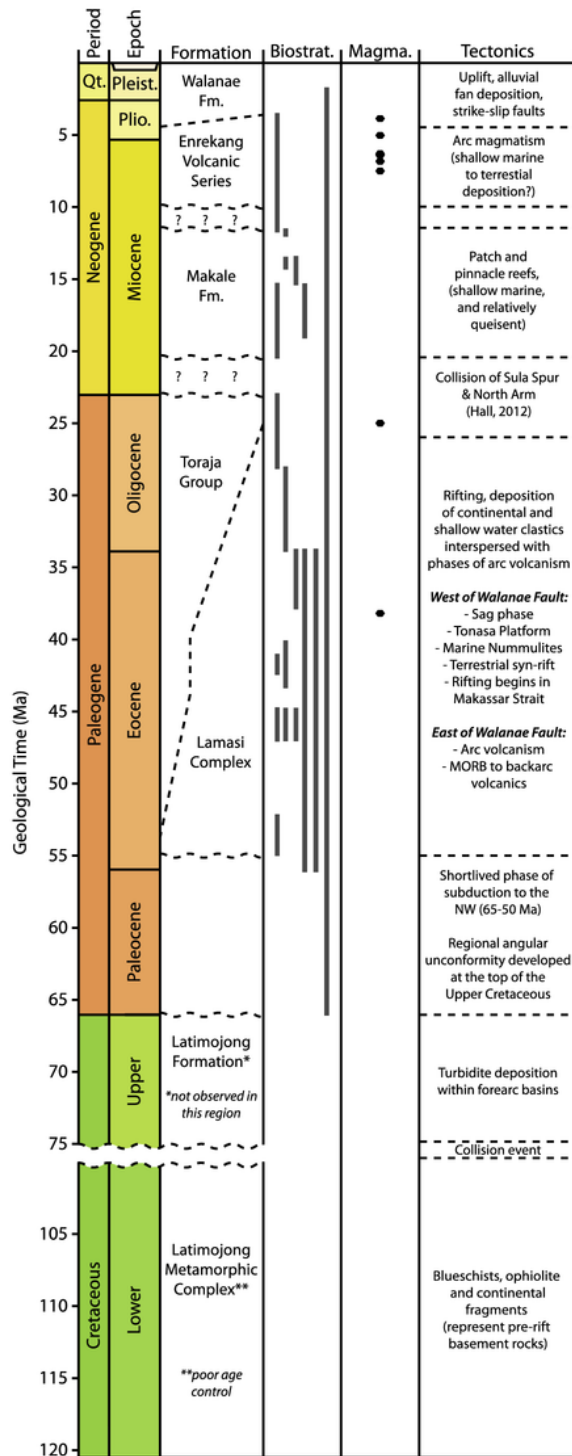 Period
Epoch
Formation
Biostrat.
Magma.
Tectonics
Geological Time (Ma)
5
10
15
20
25
30
35
40
45
50
55
60
65
70
75
105
110
115
120
Qt.
Neogene
Paleogene
Cretaceous
Pleist.
Plio.
Miocene
Oligocene
Eocene
Paleocene
Upper
Lower
Walanae
Fm.
Enrekang
Volcanic
Series
? ? ?
Makale
Fm.
? ? ?
Toraja
Group
Lamasi
Complex
Latimojong
Formation*
*not observed in
this region
Latimojong
Metamorphic
Complex**
**poor age
control
Uplift, alluvial
fan deposition,
strike-slip faults
Arc magmatism
(shallow marine
to terrestial
deposition?)
Patch and
pinnacle reefs,
(shallow marine,
and relatively
queisent)
Collision of Sula Spur
& North Arm
(Hall, 2012)
Rifting, deposition
of continental and
shallow water clastics
interspersed with
phases of arc volcanism
West of Walanae Fault:
- Sag phase
- Tonasa Platform
- Marine Nummulites
- Terrestrial syn-rift
- Rifting begins in
Makassar Strait
East of Walanae Fault:
- Arc volcanism
- MORB to backarc
volcanics
Shortlived phase of
subduction to the
NW (65-50 Ma)
Regional angular
unconformity developed
at the top of the
Upper Cretaceous
Turbidite deposition
within forearc basins
Collision event
Blueschists, ophiolite
and continental
fragments
(represent pre-rift
basement rocks)